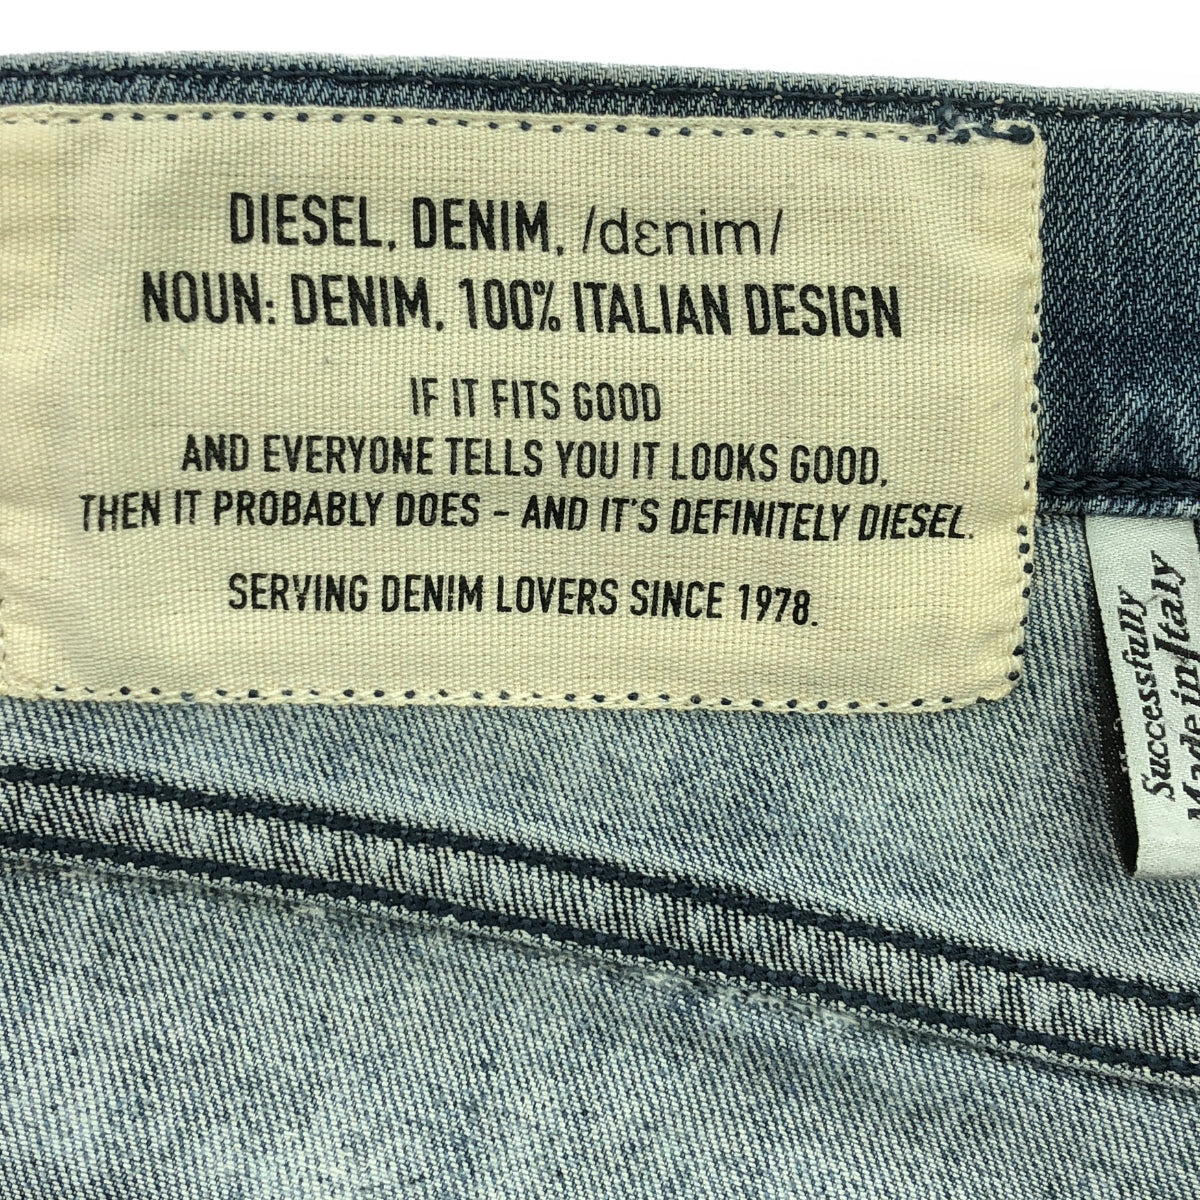 DIESEL, DENIM, /dɛnim/
NOUN: DENIM, 100% ITALIAN DESIGN
IF IT FITS GOOD
AND EVERYONE TELLS YOU IT LOOKS GOOD,
THEN IT PROBABLY DOES - AND IT'S DEFINITELY DIESEL.
SERVING DENIM LOVERS SINCE 1978.
Successfully
Made in Italy